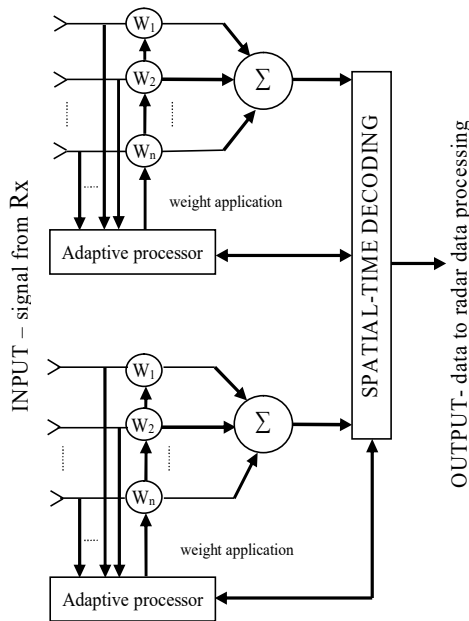 W1
W2
Wn
Σ
weight application
Adaptive processor
W1
W2
Wn
Σ
weight application
Adaptive processor
INPUT – signal from Rx
SPATIAL-TIME DECODING
OUTPUT- data to radar data processing